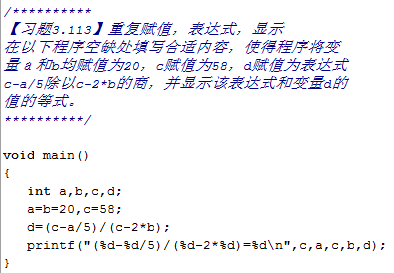 /**********
【习题3.113】重复赋值，表达式，显示
在以下程序空缺处填写合适内容，使得程序将变
量a和b均赋值为20，c赋值为58，d赋值为表达式
c-a/5除以c-2*b的商，并显示该表达式和变量d的
值的等式。
**********/
void main()
{
int a,b,c,d;
a=b=20,c=58;
d=(c-a/5)/(c-2*b);
printf("(%d-%d/5)/(%d-2*%d)=%d\n",c,a,c,b,d);
}